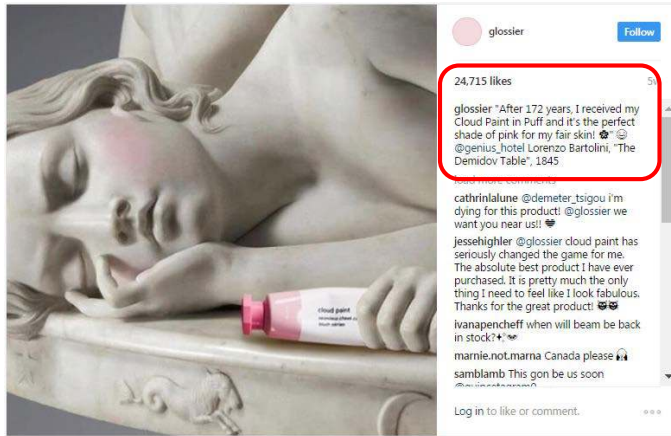 cloud paint
glossier
Follow
24,715 likes
glossier "After 172 years, I received my
Cloud Paint in Puff and it's the perfect
shade of pink for my fair skin! 🌸" 😊
@genius_hotel Lorenzo Bartolini, "The
Demidov Table", 1845
load more comments
cathrinlalune @demeter_tsigou i'm
dying for this product! @glossier we
want you near us!!
jessehighler @glossier cloud paint has
seriously changed the game for me.
The absolute best product I have ever
purchased. It is pretty much the only
thing I need to feel like I look fabulous.
Thanks for the great product!
ivanapencheff when will beam be back
in stock?
marnie.not.marna Canada please
samblamb This gon be us soon
Log in to like or comment.